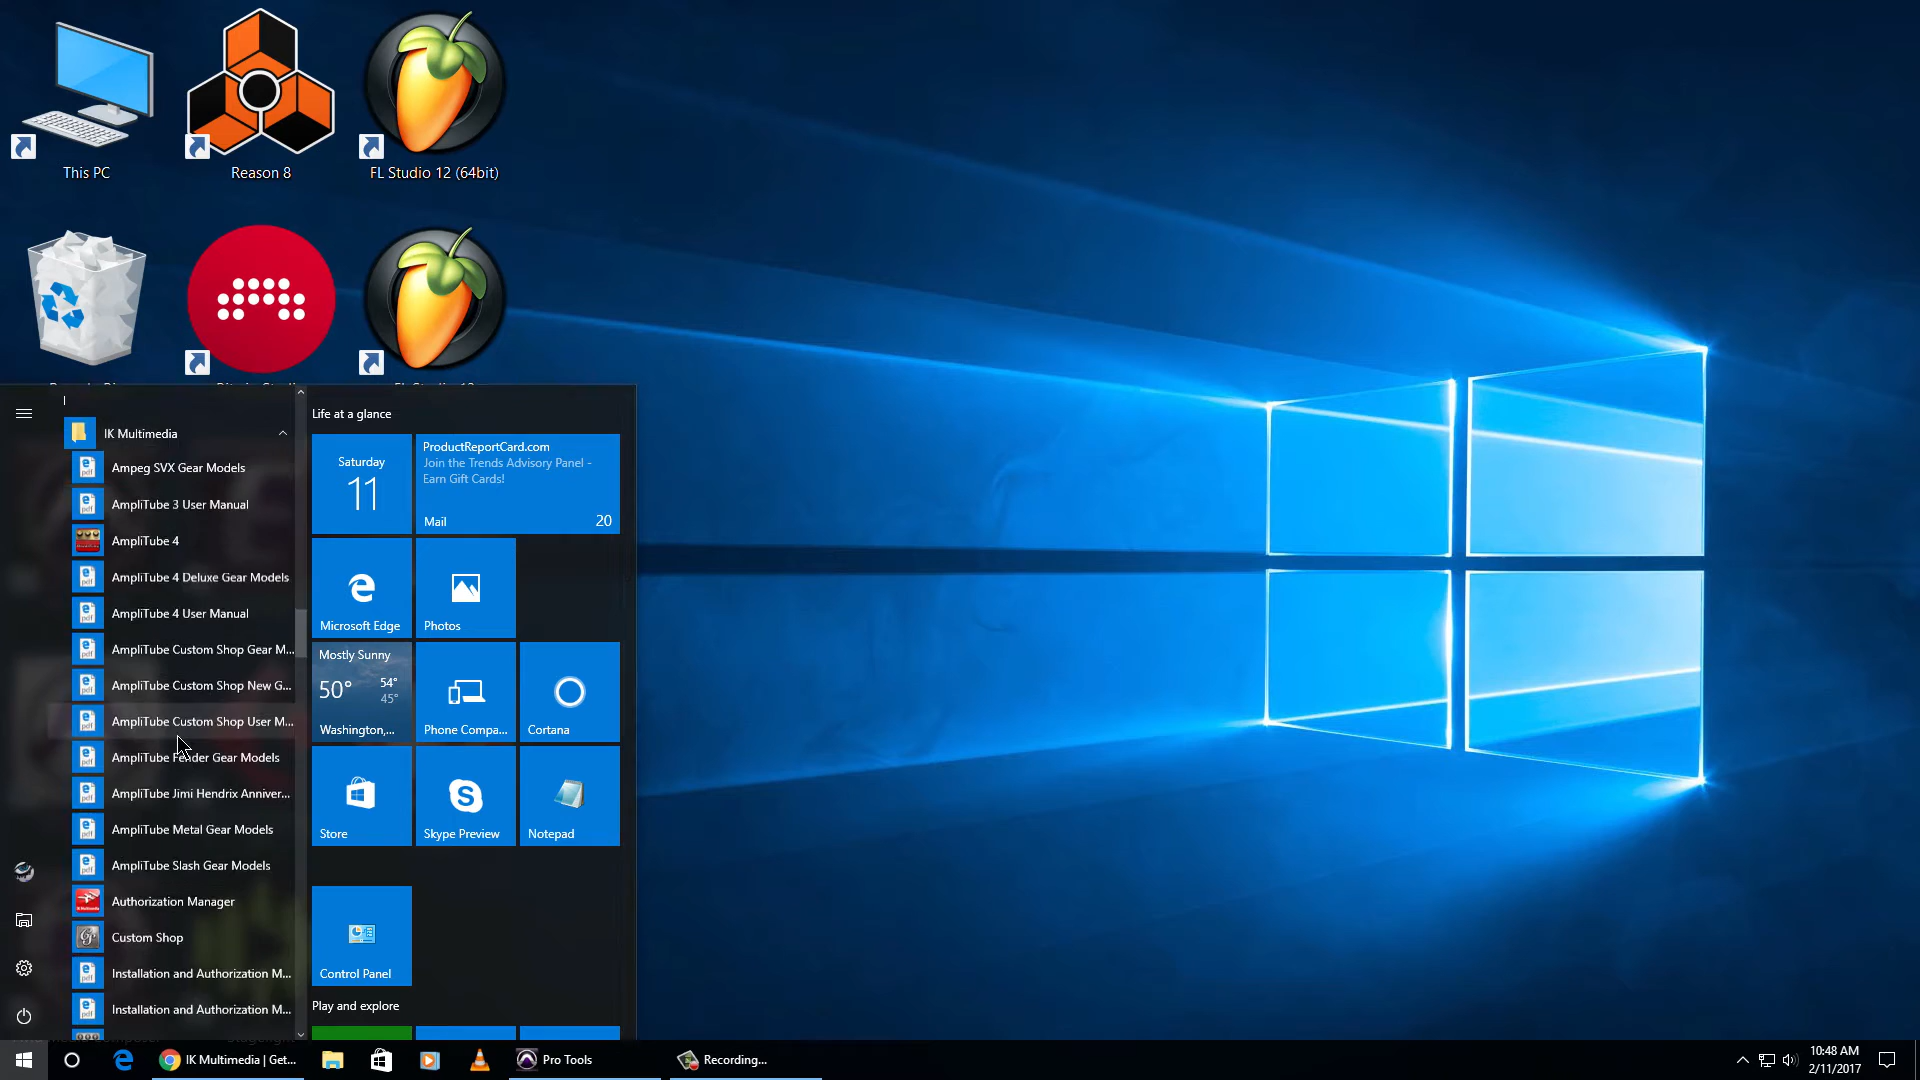 This PC
Reason 8
FL Studio 12 (64bit)
I
IK Multimedia
Ampeg SVX Gear Models
AmpliTube 3 User Manual
AmpliTube 4
AmpliTube 4 Deluxe Gear Models
AmpliTube 4 User Manual
AmpliTube Custom Shop Gear M...
AmpliTube Custom Shop New G...
AmpliTube Custom Shop User M...
AmpliTube Fender Gear Models
AmpliTube Jimi Hendrix Anniver...
AmpliTube Metal Gear Models
AmpliTube Slash Gear Models
Authorization Manager
Custom Shop
Installation and Authorization M...
Installation and Authorization M...
Life at a glance
Saturday
11
ProductReportCard.com
Join the Trends Advisory Panel -
Earn Gift Cards!
Mail
20
Microsoft Edge
Photos
Mostly Sunny
50°
54°
45°
Washington,...
Phone Compa...
Cortana
Store
Skype Preview
Notepad
Control Panel
Play and explore
IK Multimedia | Get...
Pro Tools
Recording...
10:48 AM
2/11/2017